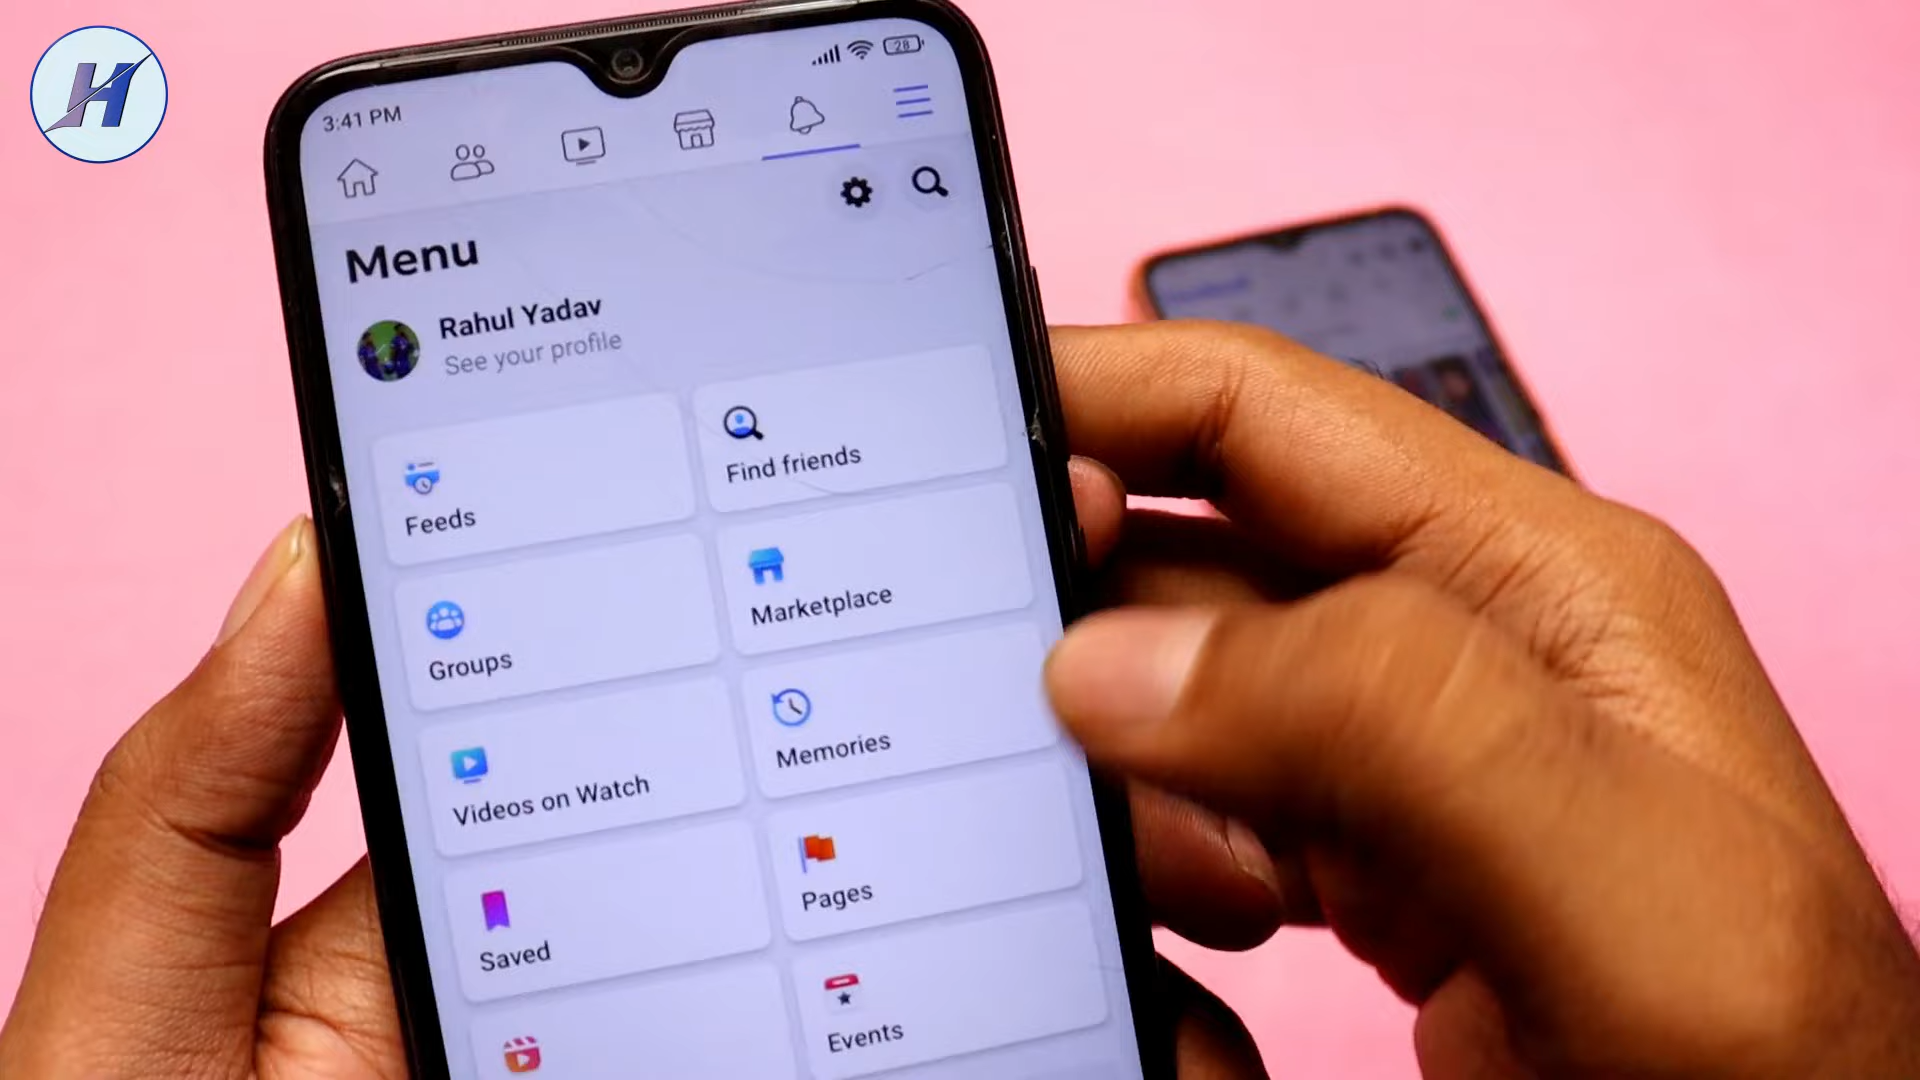 H
3:41 PM
28
Menu
Rahul Yadav
See your profile
Feeds
Find friends
Groups
Marketplace
Videos on Watch
Memories
Saved
Pages
Events